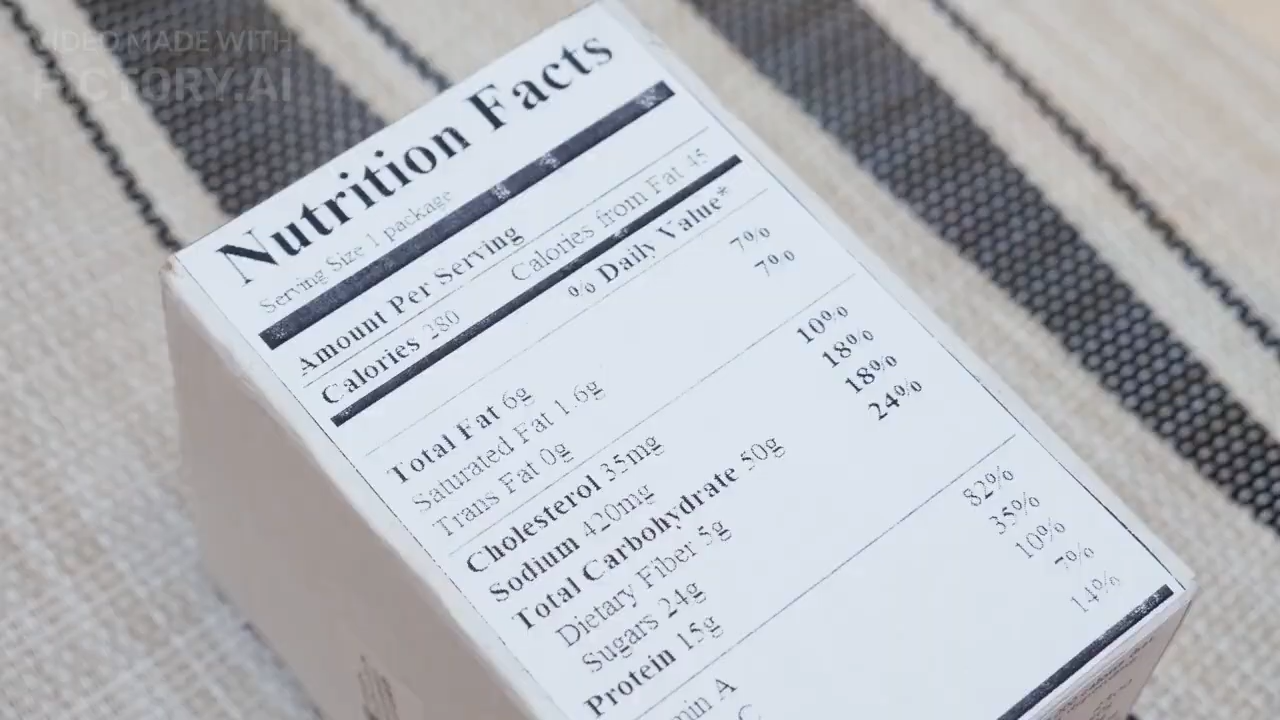 VIDEO MADE WITH
PICTORY.AI
Nutrition Facts
Serving Size 1 package
Amount Per Serving
Calories 280 Calories from Fat 45
% Daily Value*
Total Fat 6g 7%
Saturated Fat 1.6g 7%
Trans Fat 0g
Cholesterol 35mg 10%
Sodium 420mg 18%
Total Carbohydrate 50g 18%
Dietary Fiber 5g 24%
Sugars 24g
Protein 15g
82%
35%
10%
7%
14%
A